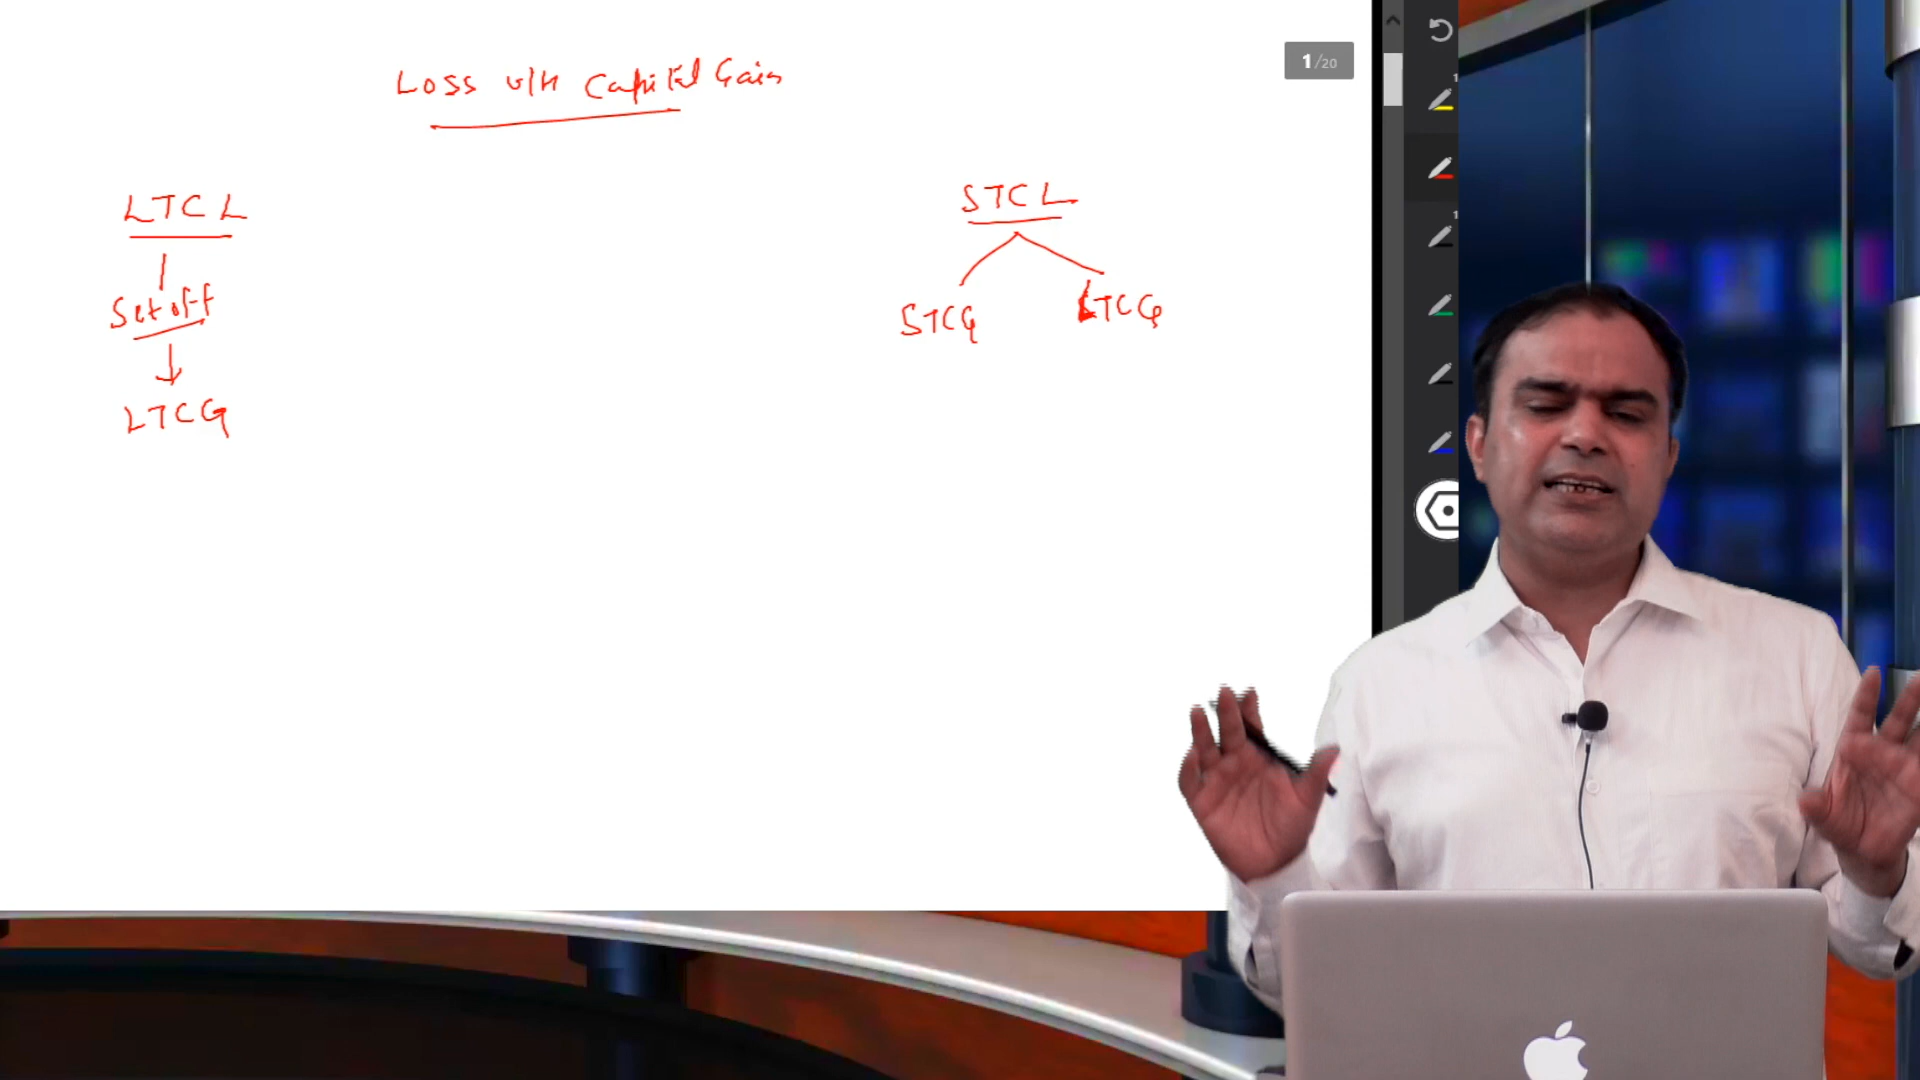 Loss u/H Capital Gain
1/20
LTCL
Set off
LTCG
STCL
STCG LTCG